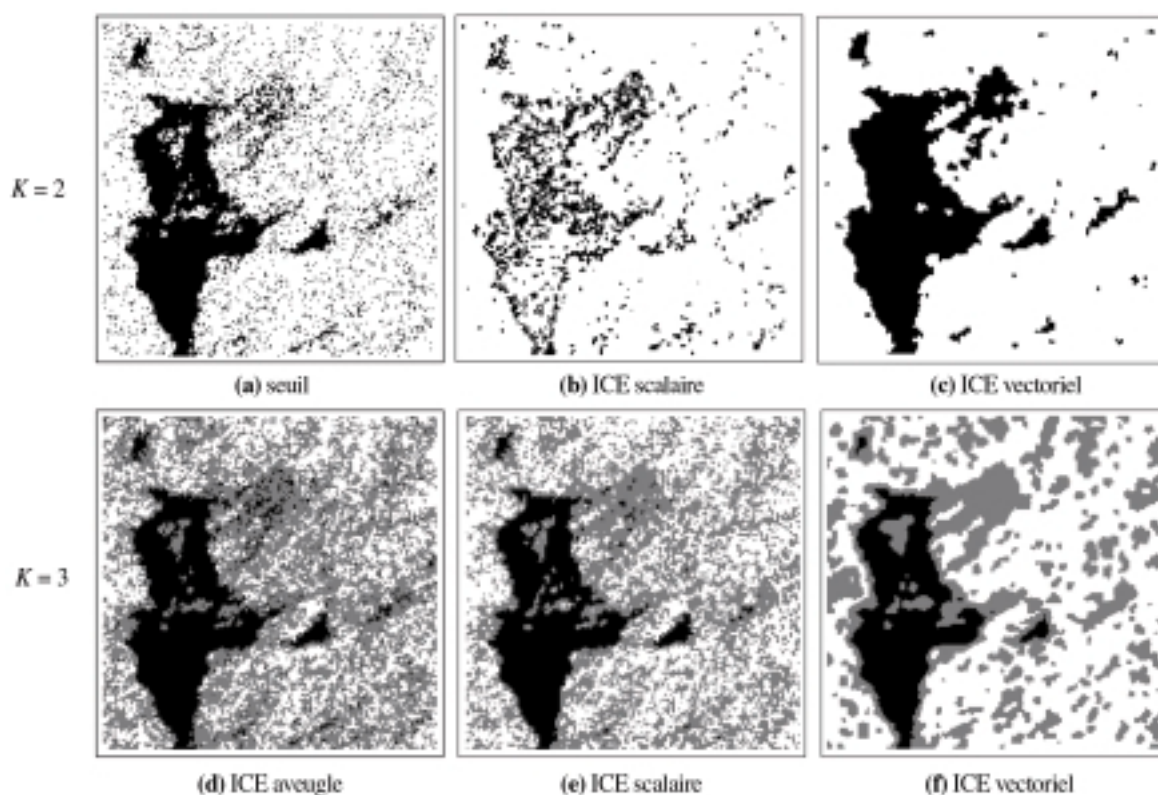 K = 2
(a) seuil
(b) ICE scalaire
(c) ICE vectoriel
K = 3
(d) ICE aveugle
(e) ICE scalaire
(f) ICE vectoriel